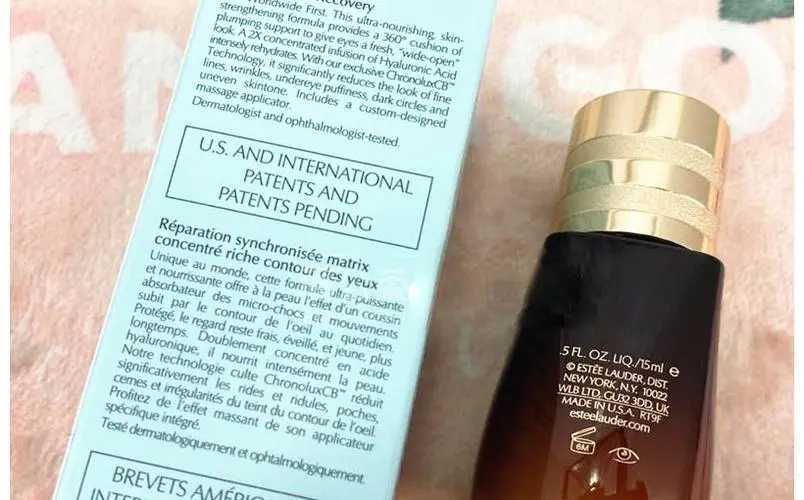 Recovery
Worldwide First. This ultra-nourishing, skin-
strengthening formula provides a 360° cushion of
plumping support to give eyes a fresh, "wide-open"
look. A 2X concentrated infusion of Hyaluronic Acid
intensely rehydrates. With our exclusive ChronoluxCB™
Technology, it significantly reduces the look of fine
lines, wrinkles, undereye puffiness, dark circles and
uneven skintone. Includes a custom-designed
massage applicator.
Dermatologist and ophthalmologist-tested.
U.S. AND INTERNATIONAL
PATENTS AND
PATENTS PENDING
Réparation synchronisée matrix
concentré riche contour des yeux
Unique au monde, cette formule ultra-puissante
et nourrissante offre à la peau l'effet d'un coussin
absorbateur des micro-chocs et mouvements
subit par le contour de l'oeil au quotidien.
Protégé, le regard reste frais, éveillé, et jeune, plus
longtemps. Doublement concentré en acide
hyaluronique, il nourrit intensément la peau.
Notre technologie culte ChronoluxCB™ réduit
significativement les rides et ridules, poches,
cernes et irrégularités du teint du contour de l'oeil.
Profitez de l'effet massant de son applicator
spécifique intégré.
Testé dermatologiquement et ophtalmologiquement.
BREVETS AMÉRIC
INTER
AN GO
.5 FL. OZ. LIQ./15ml e
© ESTÉE LAUDER, DIST.
NEW YORK, N.Y. 10022
WLB LTD, GU32 3DD, UK
MADE IN U.S.A. RT9F
esteelauder.com
6M